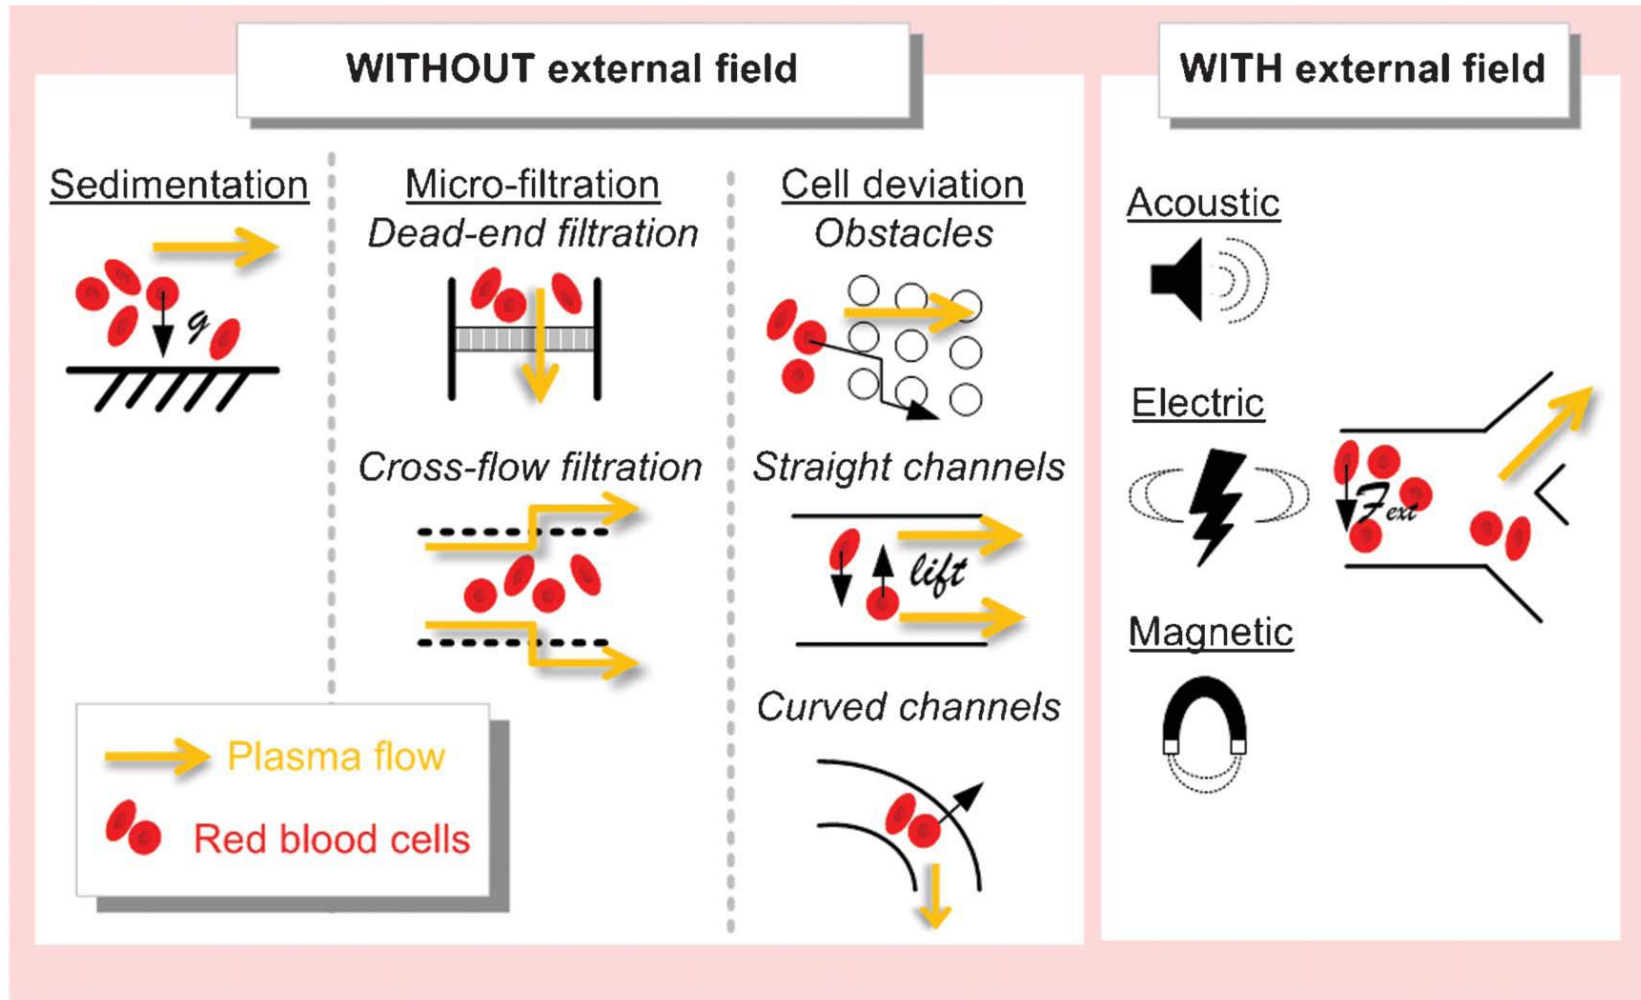 WITHOUT external field
WITH external field
Sedimentation
g
Micro-filtration
Dead-end filtration
Cross-flow filtration
Cell deviation
Obstacles
Straight channels
lift
Curved channels
Acoustic
Electric
Fext
Magnetic
Plasma flow
Red blood cells